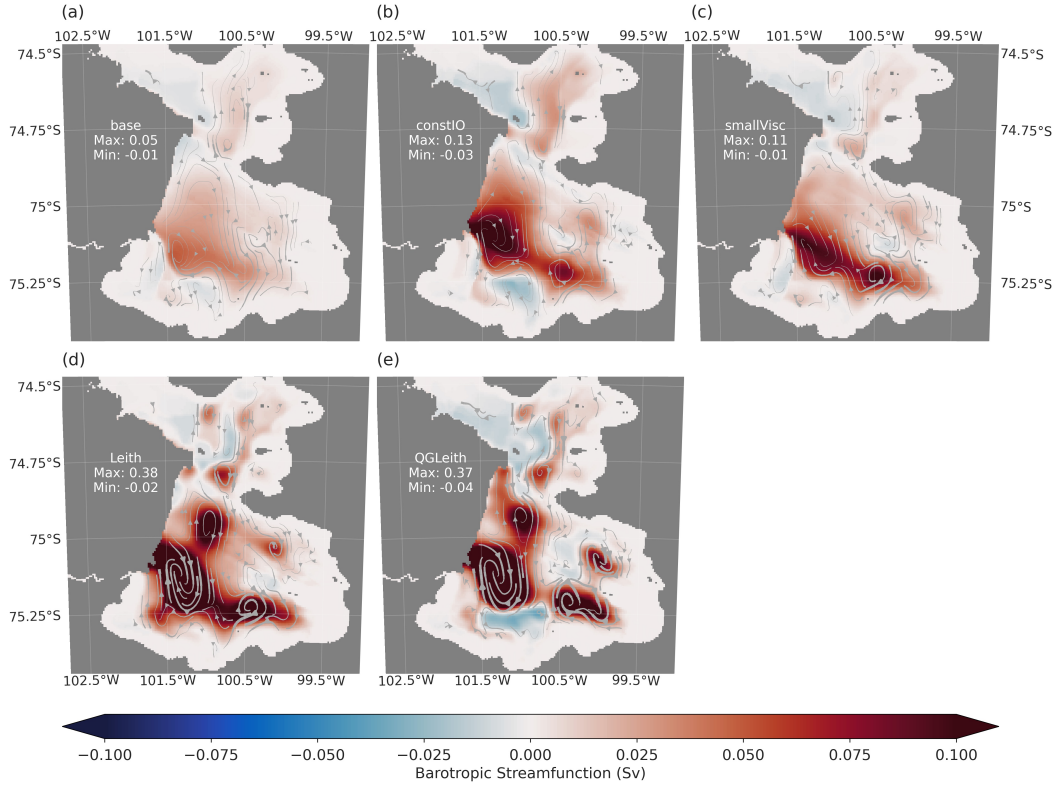 (a)
(b)
(c)
102.5°W 101.5°W 100.5°W 99.5°W
102.5°W 101.5°W 100.5°W 99.5°W
102.5°W 101.5°W 100.5°W 99.5°W
74.5°S
74.75°S
75°S
75.25°S
base
Max: 0.05
Min: -0.01
constIO
Max: 0.13
Min: -0.03
smallVisc
Max: 0.11
Min: -0.01
74.5°S
74.75°S
75°S
75.25°S
(d)
(e)
74.5°S
74.75°S
75°S
75.25°S
Leith
Max: 0.38
Min: -0.02
QGLeith
Max: 0.37
Min: -0.04
102.5°W 101.5°W 100.5°W 99.5°W
102.5°W 101.5°W 100.5°W 99.5°W
−0.100 −0.075 −0.050 −0.025 0.000 0.025 0.050 0.075 0.100
Barotropic Streamfunction (Sv)